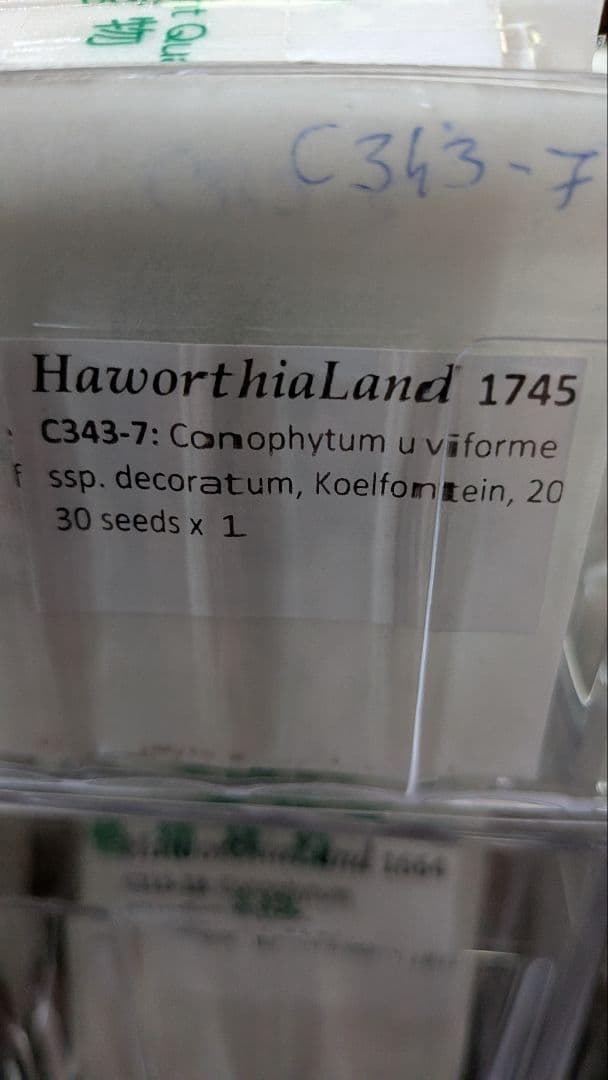 C343-7
HaworthiaLand 1745
C343-7: Conophytum uviforme
ssp. decoratum, Koelfontein, 20
30 seeds x 1